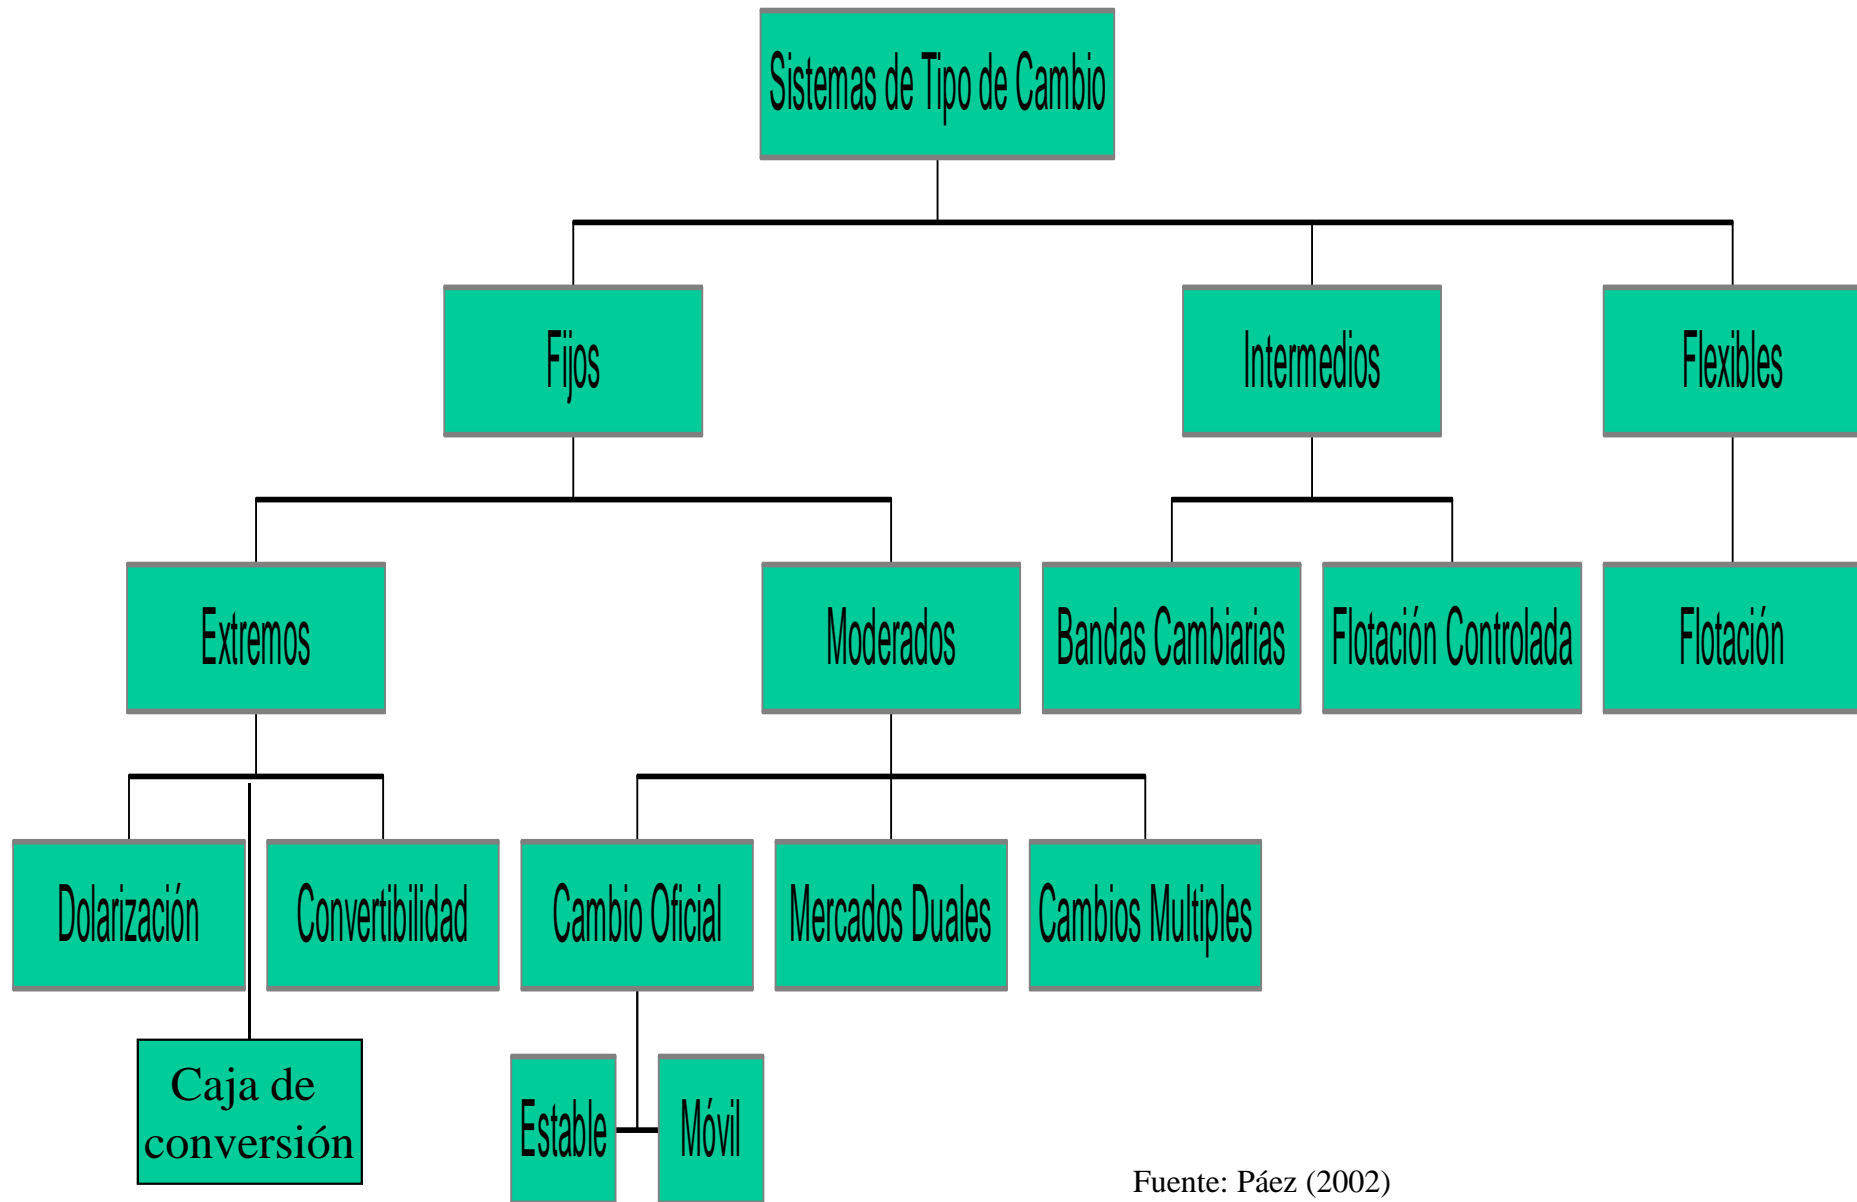 Sistemas de Tipo de Cambio
Fijos
Intermedios
Flexibles
Extremos
Moderados
Bandas Cambiarias
Flotación Controlada
Flotación
Dolarización
Convertibilidad
Cambio Oficial
Mercados Duales
Cambios Multiples
Caja de
conversión
Estable
Móvil
Fuente: Páez (2002)